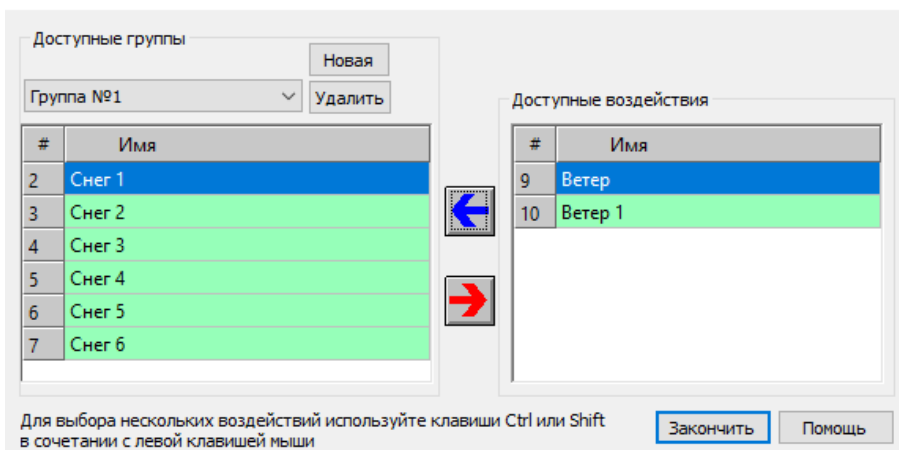 Доступные группы
Новая
Группа №1
Удалить
# Имя
2 Снег 1
3 Снег 2
4 Снег 3
5 Снег 4
6 Снег 5
7 Снег 6
Доступные воздействия
# Имя
9 Ветер
10 Ветер 1
Для выбора нескольких воздействий используйте клавиши Ctrl или Shift
в сочетании с левой клавишей мыши
Закончить
Помощь